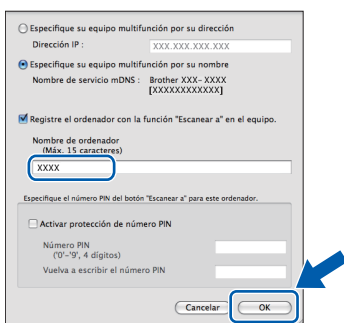 Especifique su equipo multifunción por su dirección
Dirección IP : XXX.XXX.XXX.XXX
Especifique su equipo multifunción por su nombre
Nombre de servicio mDNS : Brother XXX- XXXX
[XXXXXXXXXXXX]
Registre el ordenador con la función "Escanear a" en el equipo.
Nombre de ordenador
(Máx. 15 caracteres)
XXXX
Especifique el número PIN del botón "Escanear a" para este ordenador.
Activar protección de número PIN
Número PIN
('0'-'9', 4 dígitos)
Vuelva a escribir el número PIN
Cancelar OK